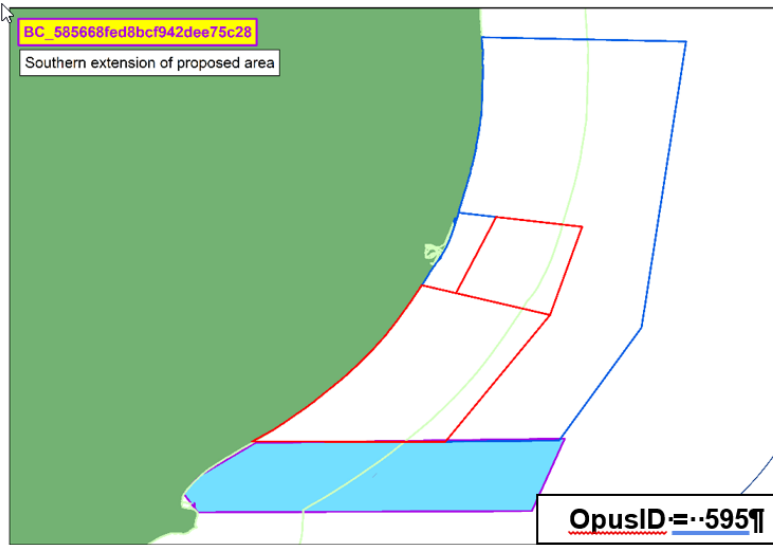 BC_585668fed8bcf942dee75c28
Southern extension of proposed area
OpusID·=··595¶